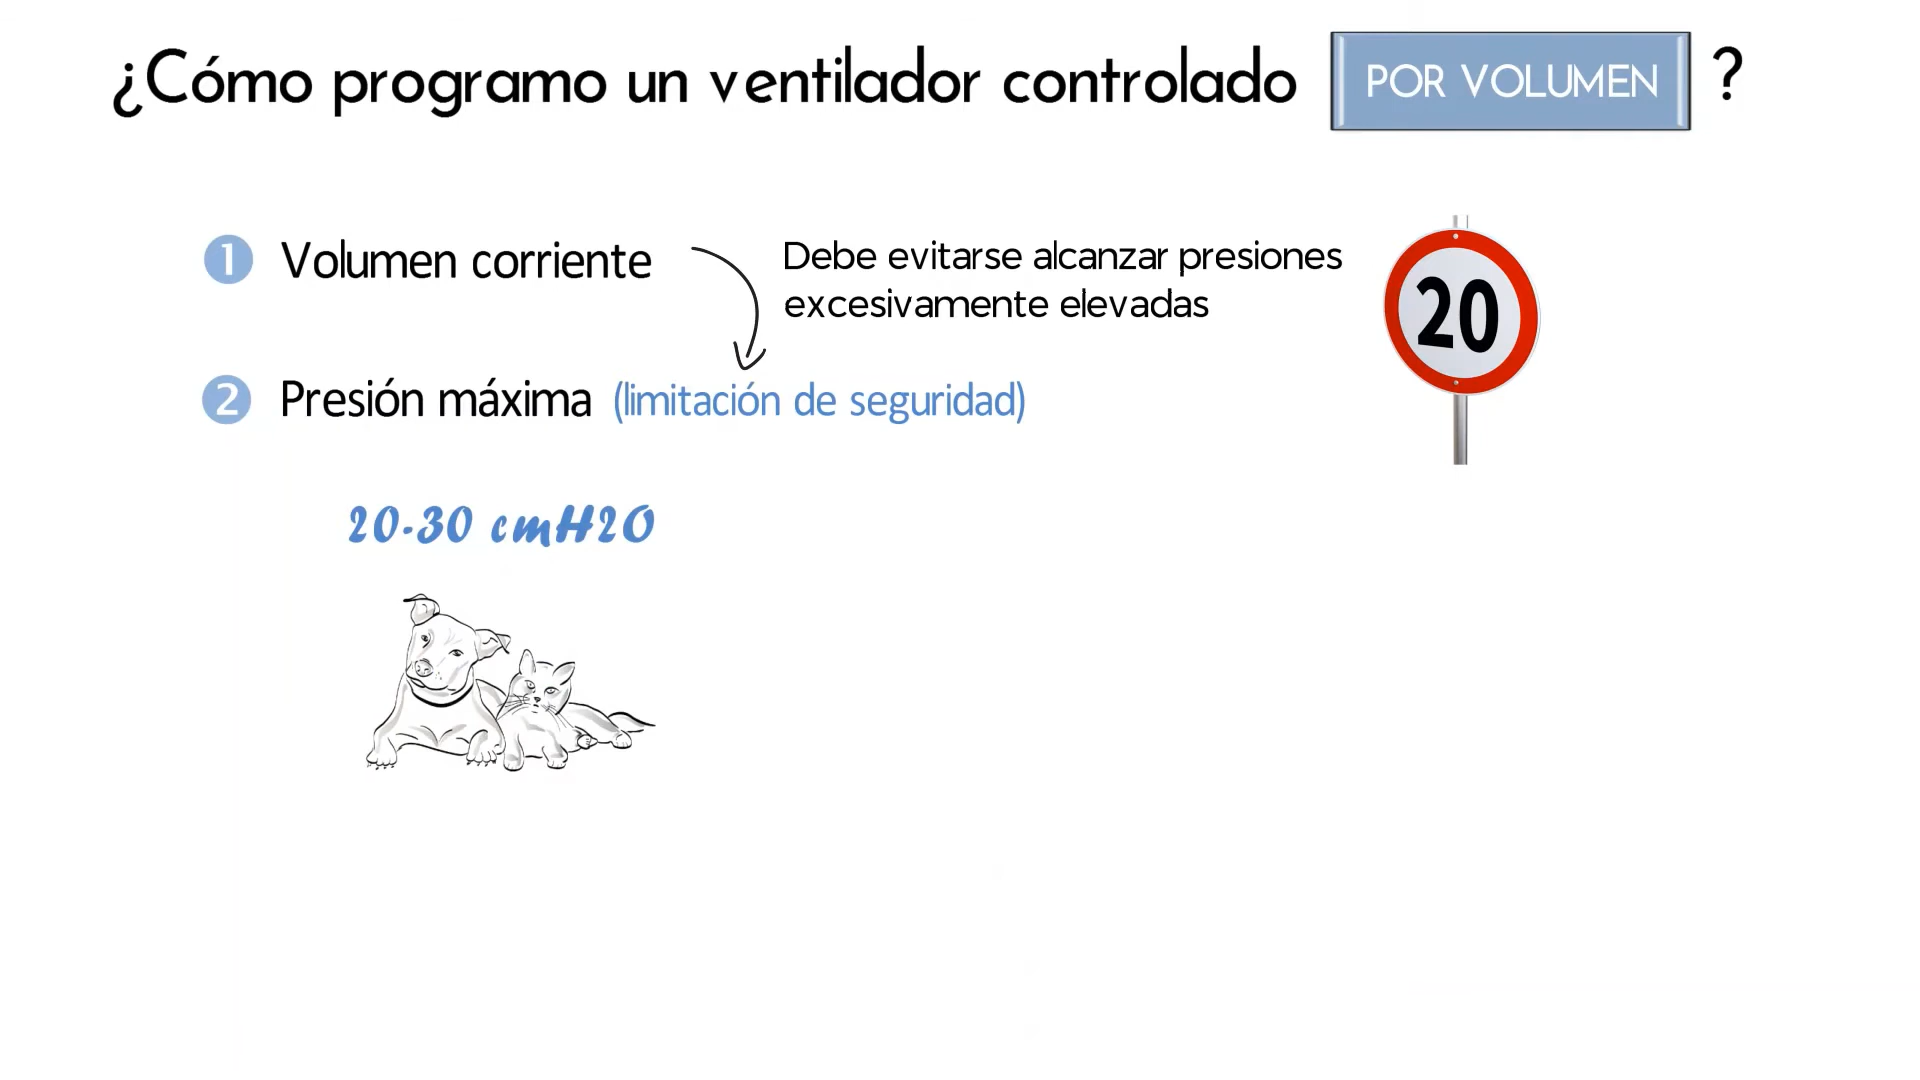 ¿Cómo programo un ventilador controlado POR VOLUMEN ?
1 Volumen corriente
Debe evitarse alcanzar presiones
excesivamente elevadas
20
2 Presión máxima (limitación de seguridad)
20-30 cmH2O